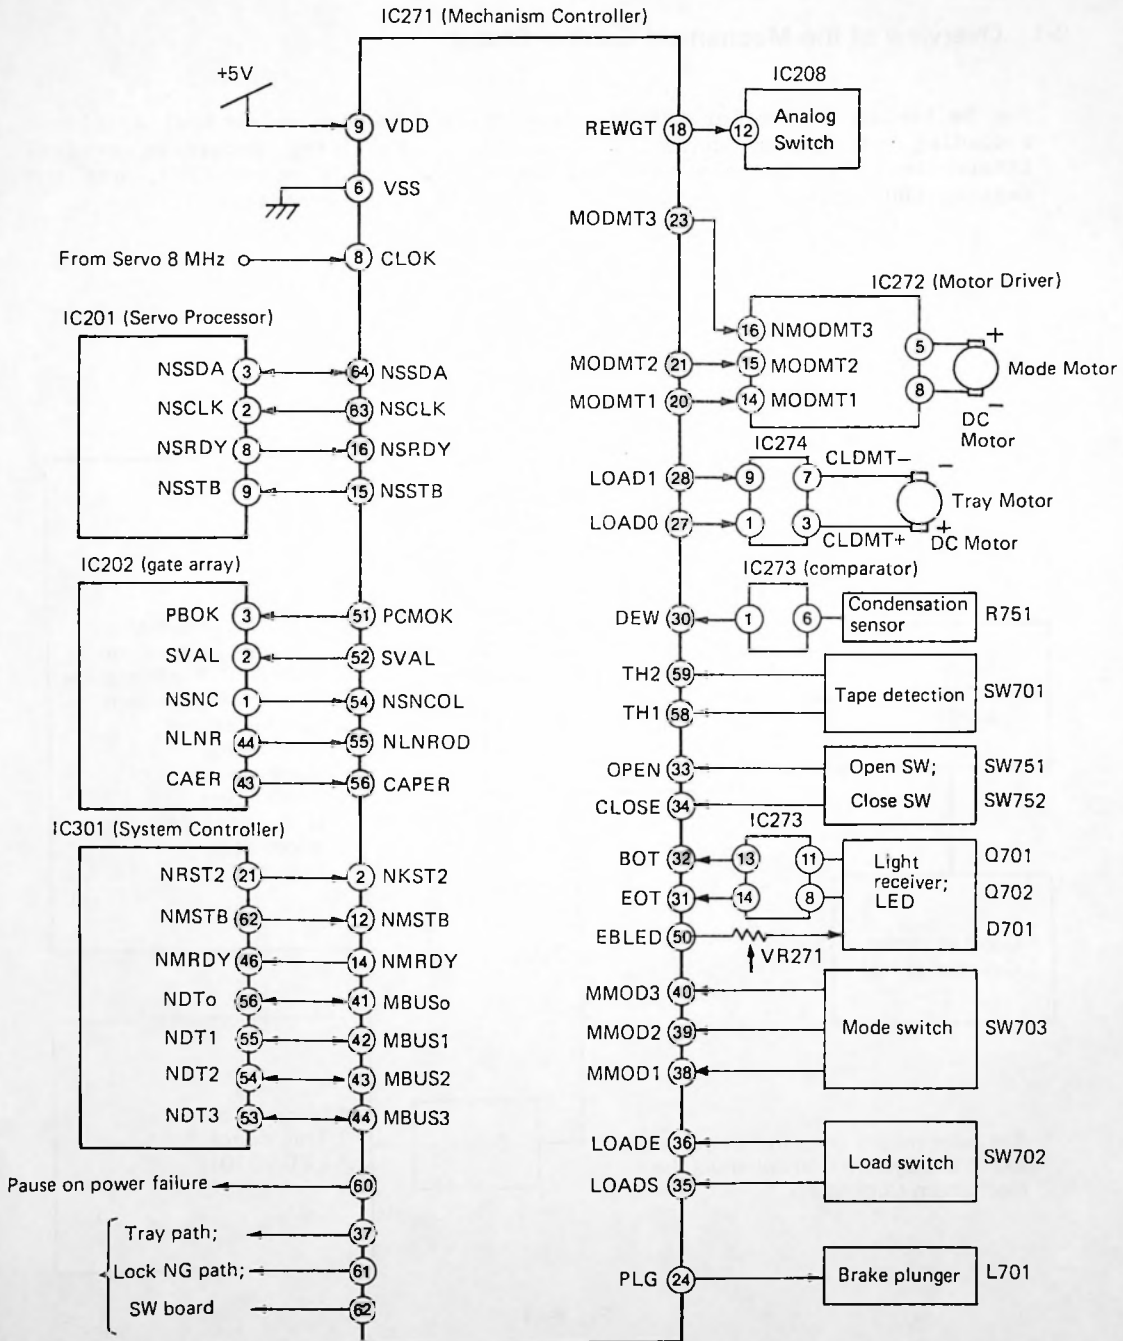 IC271 (Mechanism Controller)
+5V
9 VDD
6 VSS
From Servo 8 MHz 8 CLOK
IC201 (Servo Processor)
NSSDA 3 64 NSSDA
NSCLK 2 63 NSCLK
NSRDY 8 16 NSRDY
NSSTB 9 15 NSSTB
IC202 (gate array)
PBOK 3 51 PCMOK
SVAL 2 52 SVAL
NSNC 1 54 NSNCOL
NLNR 44 55 NLNROD
CAER 43 56 CAPER
IC301 (System Controller)
NRST2 21 2 NKST2
NMSTB 62 12 NMSTB
NMRDY 46 14 NMRDY
NDTo 56 41 MBUSo
NDT1 55 42 MBUS1
NDT2 54 43 MBUS2
NDT3 53 44 MBUS3
Pause on power failure 60
Tray path; 37
Lock NG path; 61
SW board 62
IC208
REWGT 18 12 Analog
Switch
MODMT3 23
IC272 (Motor Driver)
16 NMODMT3
MODMT2 21 15 MODMT2
MODMT1 20 14 MODMT1
5 +
8 −
Mode Motor
DC
Motor
IC274
LOAD1 28 9 7 CLDMT− −
LOAD0 27 1 3 CLDMT+ +
Tray Motor
DC Motor
IC273 (comparator)
DEW 30 1 6 Condensation
sensor
R751
TH2 59
TH1 58
Tape detection SW701
OPEN 33 Open SW; SW751
CLOSE 34 Close SW SW752
IC273
BOT 32 13 11
EOT 31 14 8
EBLED 50 VR271
Light
receiver;
LED
Q701
Q702
D701
MMOD3 40
MMOD2 39
MMOD1 38
Mode switch SW703
LOADE 36
LOADS 35
Load switch SW702
PLG 24 Brake plunger L701